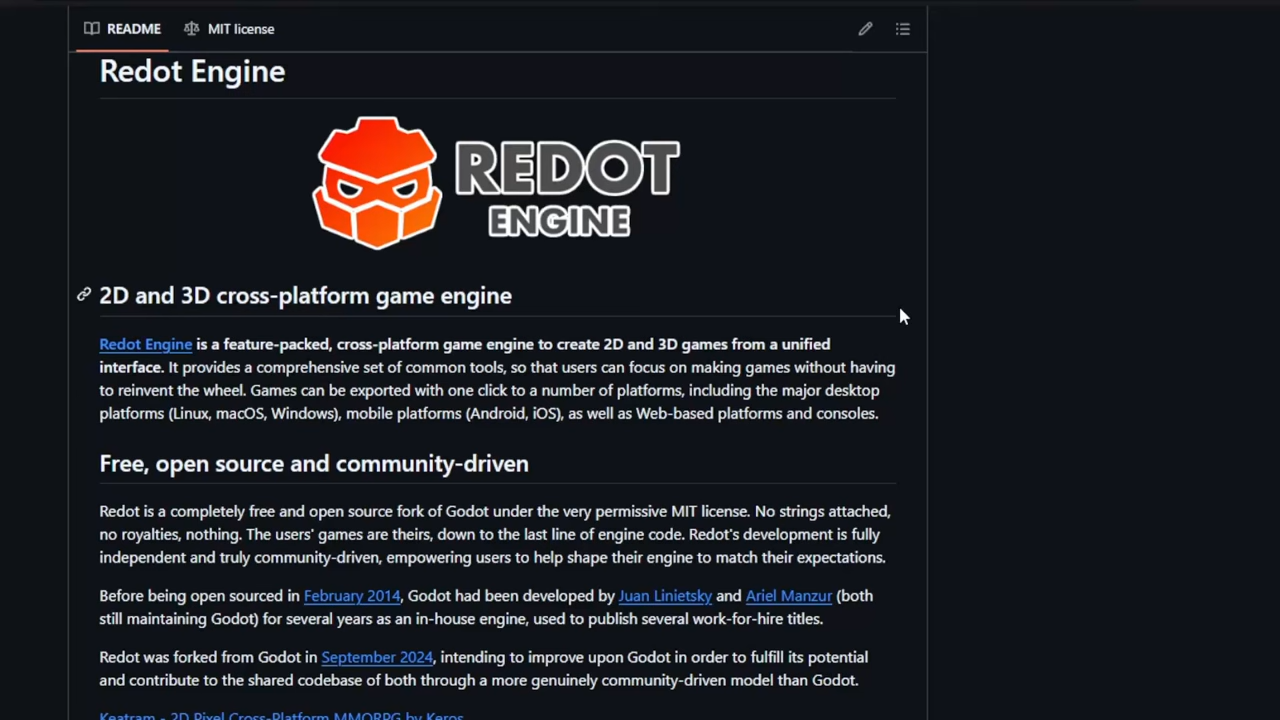 README MIT license
Redot Engine
REDOT
ENGINE
2D and 3D cross-platform game engine
Redot Engine is a feature-packed, cross-platform game engine to create 2D and 3D games from a unified
interface. It provides a comprehensive set of common tools, so that users can focus on making games without having
to reinvent the wheel. Games can be exported with one click to a number of platforms, including the major desktop
platforms (Linux, macOS, Windows), mobile platforms (Android, iOS), as well as Web-based platforms and consoles.
Free, open source and community-driven
Redot is a completely free and open source fork of Godot under the very permissive MIT license. No strings attached,
no royalties, nothing. The users' games are theirs, down to the last line of engine code. Redot's development is fully
independent and truly community-driven, empowering users to help shape their engine to match their expectations.
Before being open sourced in February 2014, Godot had been developed by Juan Linietsky and Ariel Manzur (both
still maintaining Godot) for several years as an in-house engine, used to publish several work-for-hire titles.
Redot was forked from Godot in September 2024, intending to improve upon Godot in order to fulfill its potential
and contribute to the shared codebase of both through a more genuinely community-driven model than Godot.
Keatram - 2D Pixel Cross-Platform MMORPG by Keros